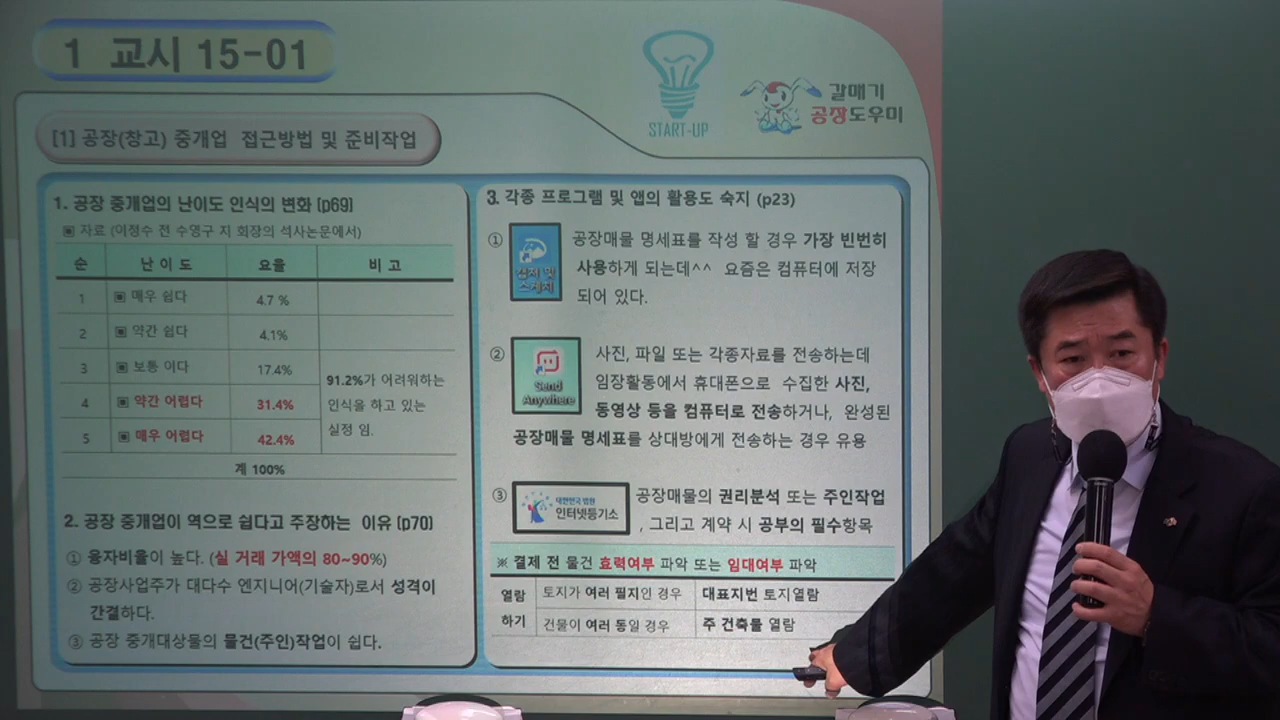 1 교시 15-01
START-UP
갈매기
공장도우미
[1] 공장(창고) 중개업 접근방법 및 준비작업
1. 공장 중개업의 난이도 인식의 변화 (p69)
▣ 자료 (이정수 전 수영구 지 회장의 석사논문에서)
순 난 이 도 요율 비 고
1 ▣ 매우 쉽다 4.7 %
2 ▣ 약간 쉽다 4.1%
3 ▣ 보통 이다 17.4%
4 ▣ 약간 어렵다 31.4%
5 ▣ 매우 어렵다 42.4%
91.2%가 어려워하는
인식을 하고 있는
실정 임.
계 100%
2. 공장 중개업이 역으로 쉽다고 주장하는 이유 (p70)
① 융자비율이 높다. (실 거래 가액의 80~90%)
② 공장사업주가 대다수 엔지니어(기술자)로서 성격이
간결하다.
③ 공장 중개대상물의 물건(주인)작업이 쉽다.
3. 각종 프로그램 및 앱의 활용도 숙지 (p23)
①
캡처 및
스케치
공장매물 명세표를 작성 할 경우 가장 빈번히
사용하게 되는데^^ 요즘은 컴퓨터에 저장
되어 있다.
②
Send
Anywhere
사진, 파일 또는 각종자료를 전송하는데
임장활동에서 휴대폰으로 수집한 사진,
동영상 등을 컴퓨터로 전송하거나, 완성된
공장매물 명세표를 상대방에게 전송하는 경우 유용
③
대한민국 법원
인터넷등기소
공장매물의 권리분석 또는 주인작업
, 그리고 계약 시 공부의 필수항목
※ 결제 전 물건 효력여부 파악 또는 임대여부 파악
열람
하기
토지가 여러 필지인 경우 대표지번 토지열람
건물이 여러 동일 경우 주 건축물 열람